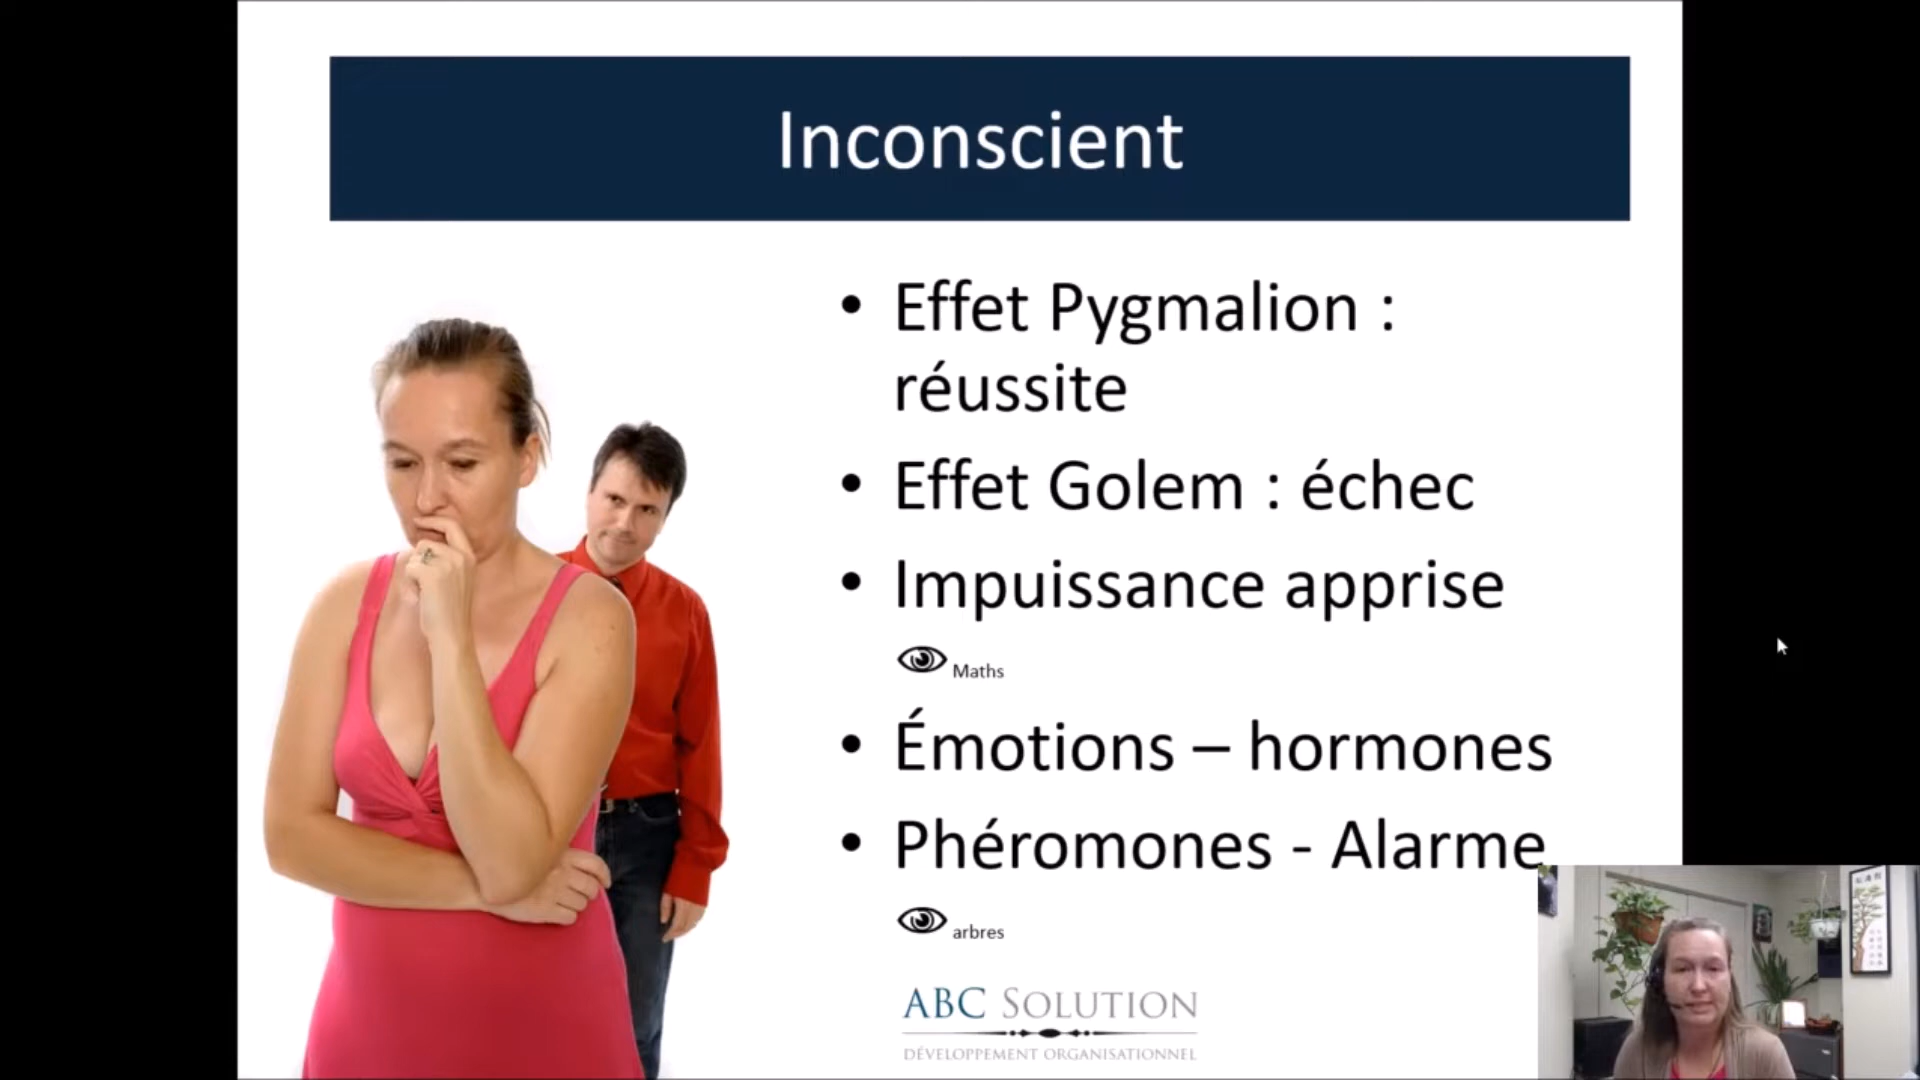 Inconscient
• Effet Pygmalion :
réussite
• Effet Golem : échec
• Impuissance apprise
Maths
• Émotions – hormones
• Phéromones - Alarme
arbres
ABC SOLUTION
DÉVELOPPEMENT ORGANISATIONNEL